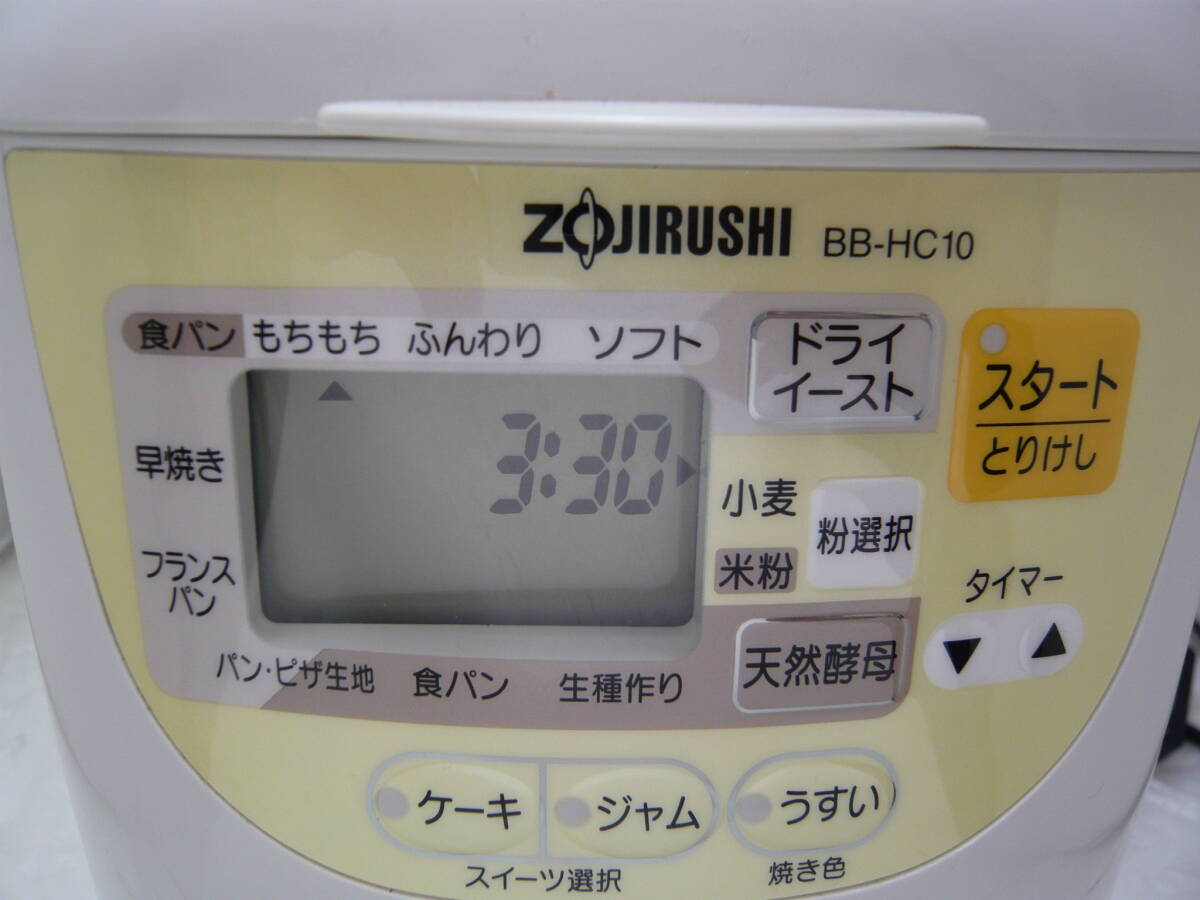 ZOJIRUSHI BB-HC10
食パン もちもち ふんわり ソフト
ドライ
イースト
スタート
とりけし
早焼き
3:30
小麦
粉選択
米粉
フランス
パン
タイマー
▼ ▲
パン・ピザ生地 食パン 生種作り
天然酵母
ケーキ ジャム うすい
スイーツ選択 焼き色